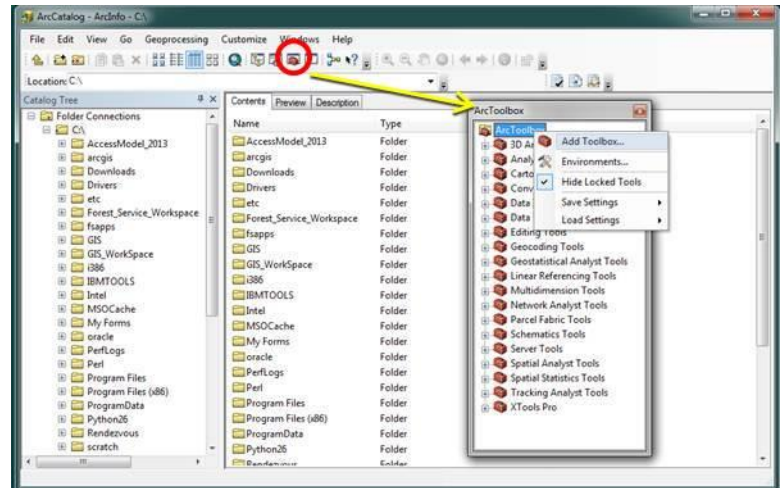 ArcCatalog - ArcInfo - C:\
File Edit View Go Geoprocessing Customize Windows Help
Location: C:\
Catalog Tree
Folder Connections
C:\
AccessModel_2013
arcgis
Downloads
Drivers
etc
Forest_Service_Workspace
fsapps
GIS
GIS_WorkSpace
i386
IBMTOOLS
Intel
MSOCache
My Forms
oracle
PerfLogs
Perl
Program Files
Program Files (x86)
ProgramData
Python26
Rendezvous
scratch
Contents Preview Description
Name Type
AccessModel_2013 Folder
arcgis Folder
Downloads Folder
Drivers Folder
etc Folder
Forest_Service_Workspace Folder
fsapps Folder
GIS Folder
GIS_WorkSpace Folder
i386 Folder
IBMTOOLS Folder
Intel Folder
MSOCache Folder
My Forms Folder
oracle Folder
PerfLogs Folder
Perl Folder
Program Files Folder
Program Files (x86) Folder
ProgramData Folder
Python26 Folder
Rendezvous Folder
ArcToolbox
ArcToolbox
3D
Carto
Conv
Data
Data
Editing Tools
Geocoding Tools
Geostatistical Analyst Tools
Linear Referencing Tools
Multidimension Tools
Network Analyst Tools
Parcel Fabric Tools
Schematics Tools
Server Tools
Spatial Analyst Tools
Spatial Statistics Tools
Tracking Analyst Tools
XTools Pro
Add Toolbox...
Environments...
Hide Locked Tools
Save Settings
Load Settings